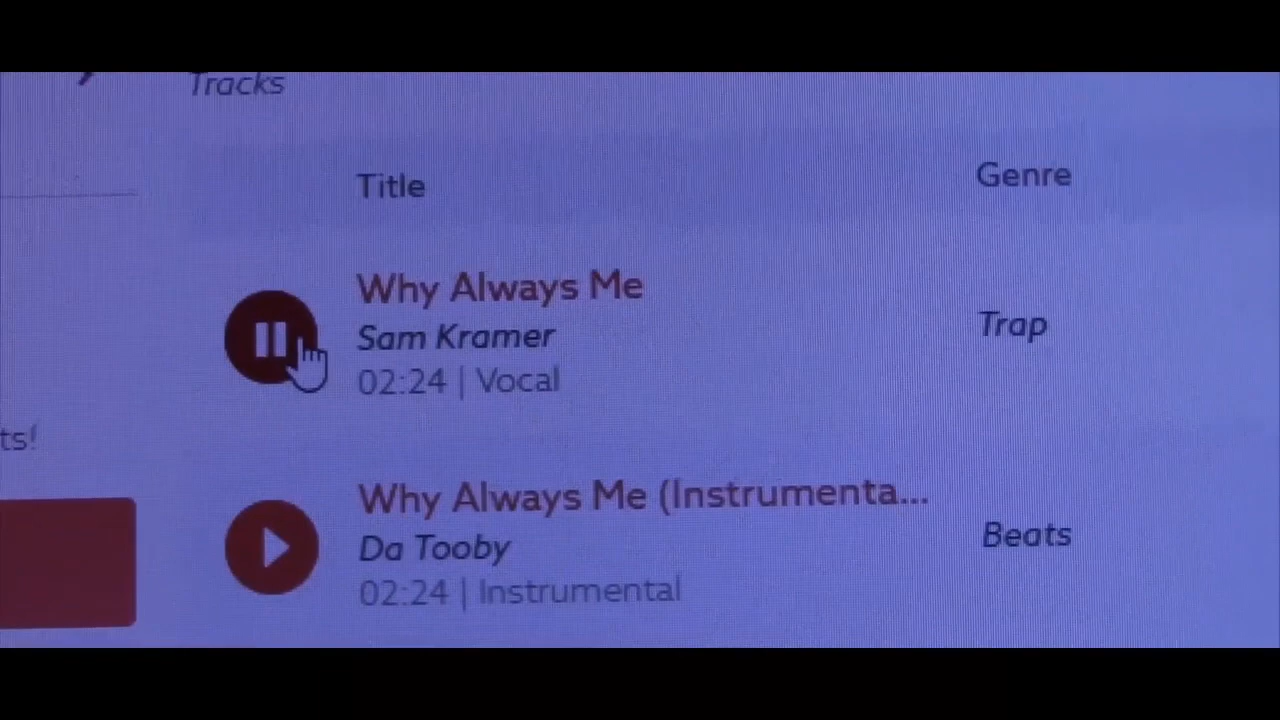 Tracks
Title
Genre
Why Always Me
Sam Kramer
02:24 | Vocal
Trap
ts!
Why Always Me (Instrumenta...
Da Tooby
02:24 | Instrumental
Beats